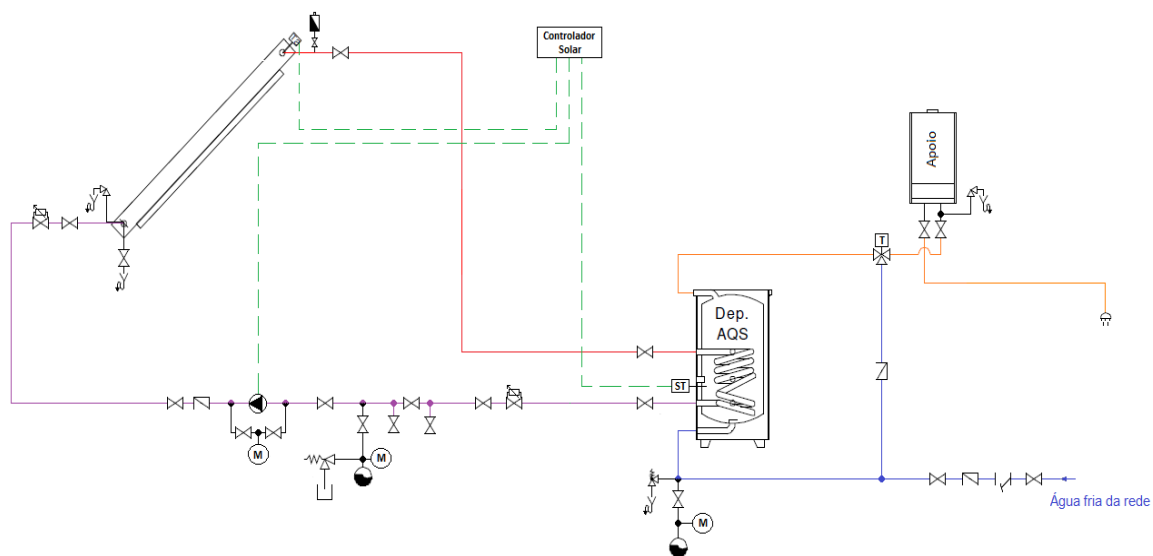 Controlador
Solar
Apoio
T
Dep.
AQS
ST
M
M
M
Água fria da rede